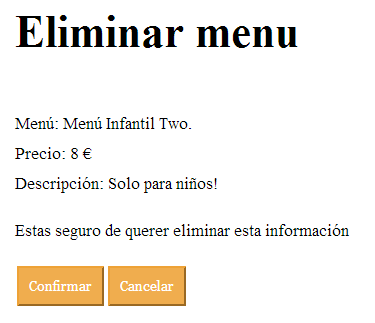 Eliminar menu
Menú: Menú Infantil Two.
Precio: 8 €
Descripción: Solo para niños!
Estas seguro de querer eliminar esta información
Confirmar Cancelar